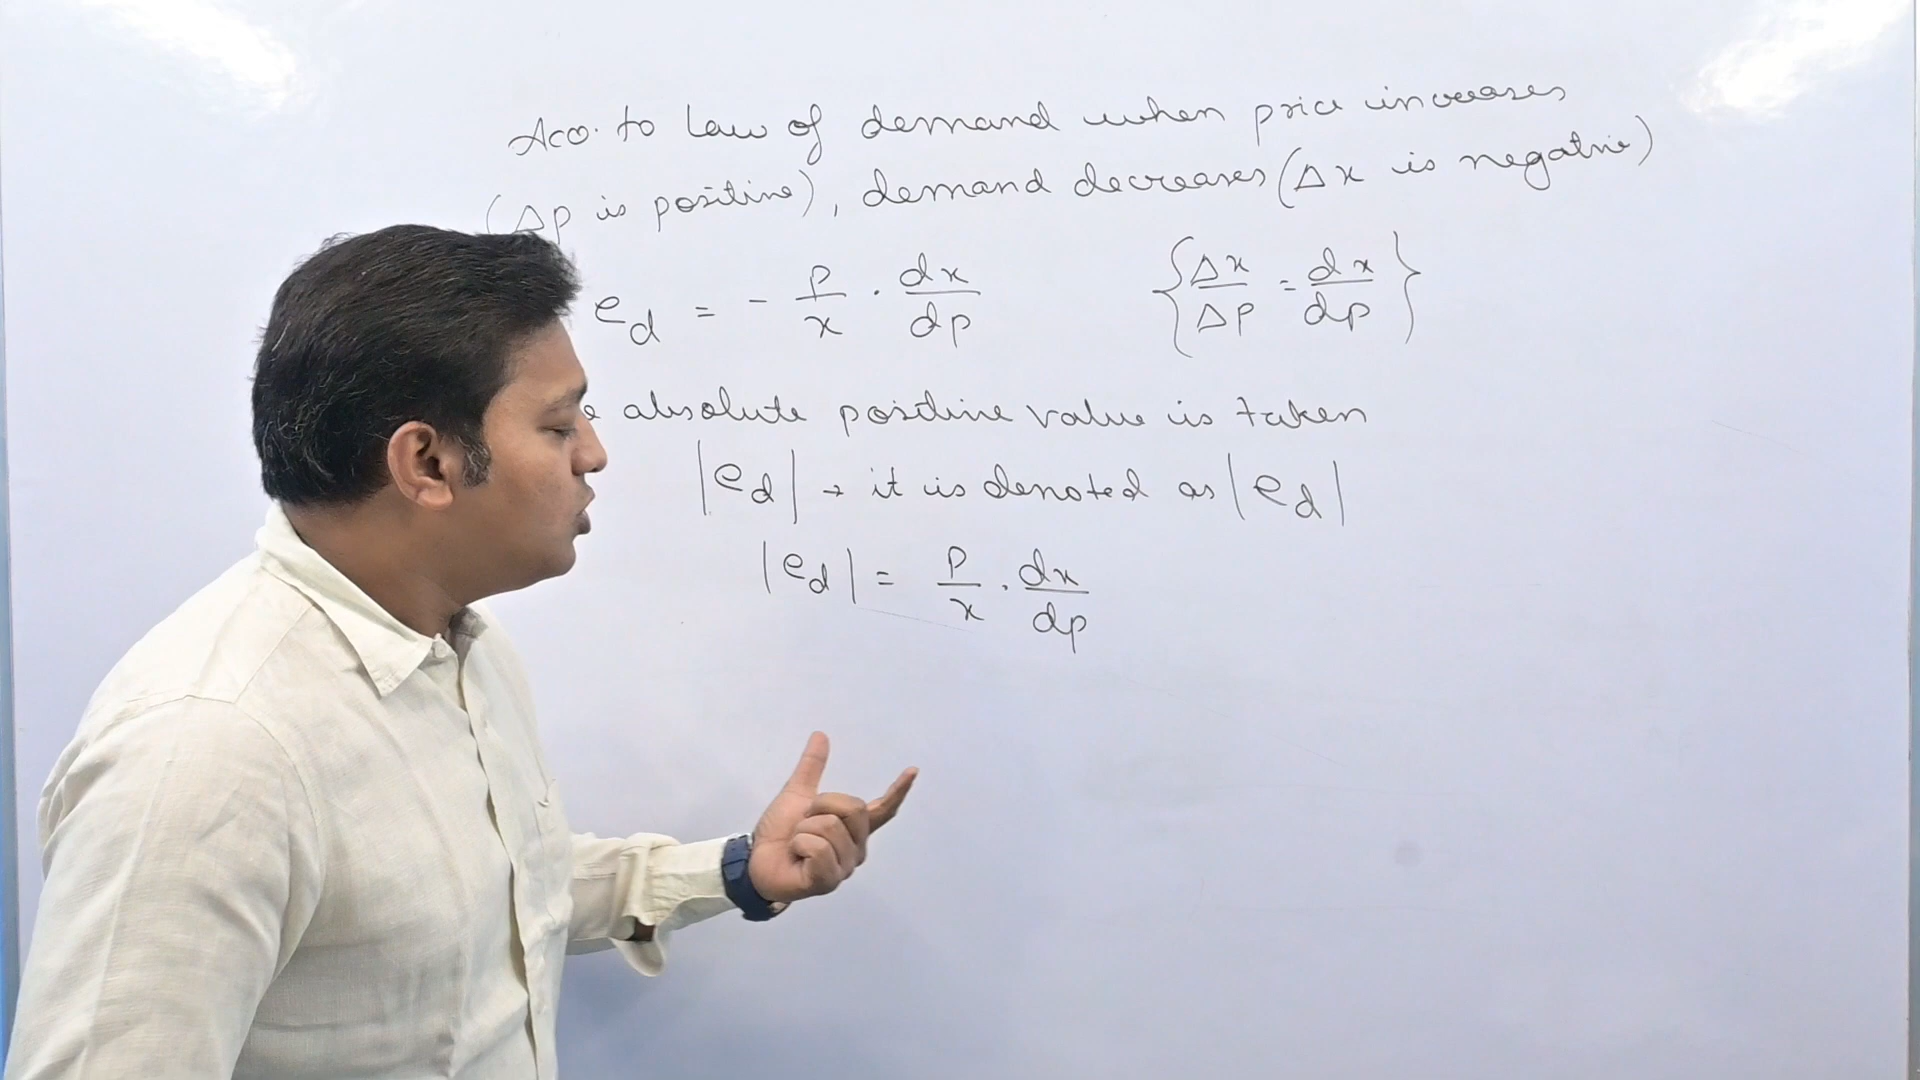 Aco. to Law of demand when price increases
(Δp is positive), demand decreases (Δx is negative)
e_d = - p/x · dx/dp {Δx/Δp = dx/dp}
absolute positive value is taken
|e_d| → it is denoted as |e_d|
|e_d| = p/x · dx/dp